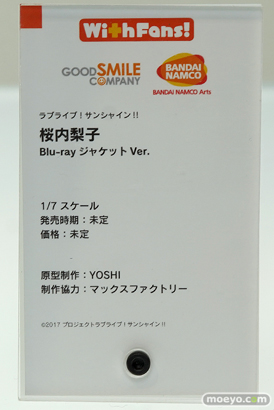 WithFans!
GOOD SMILE
COMPANY
BANDAI
NAMCO
BANDAI NAMCO Arts
ラブライブ！サンシャイン!!
桜内梨子
Blu-ray ジャケット Ver.
1/7 スケール
発売時期：未定
価格：未定
原型制作：YOSHI
制作協力：マックスファクトリー
©2017 プロジェクトラブライブ！サンシャイン!!
moeyo.com